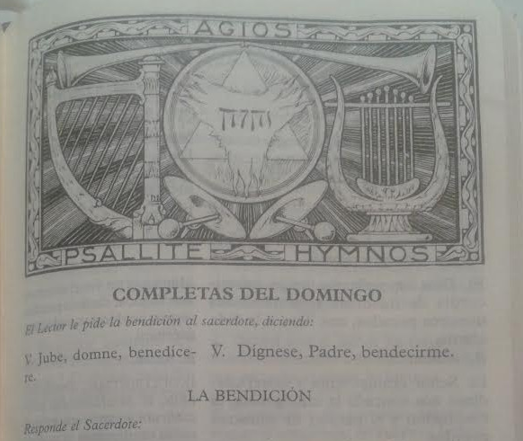 AGIOS
יהוה
PSALLITE HYMNOS
COMPLETAS DEL DOMINGO
El Lector le pide la bendición al sacerdote, diciendo:
V. Jube, domne, benedice-
re.
V. Dígnese, Padre, bendecirme.
LA BENDICIÓN
Responde el Sacerdote: